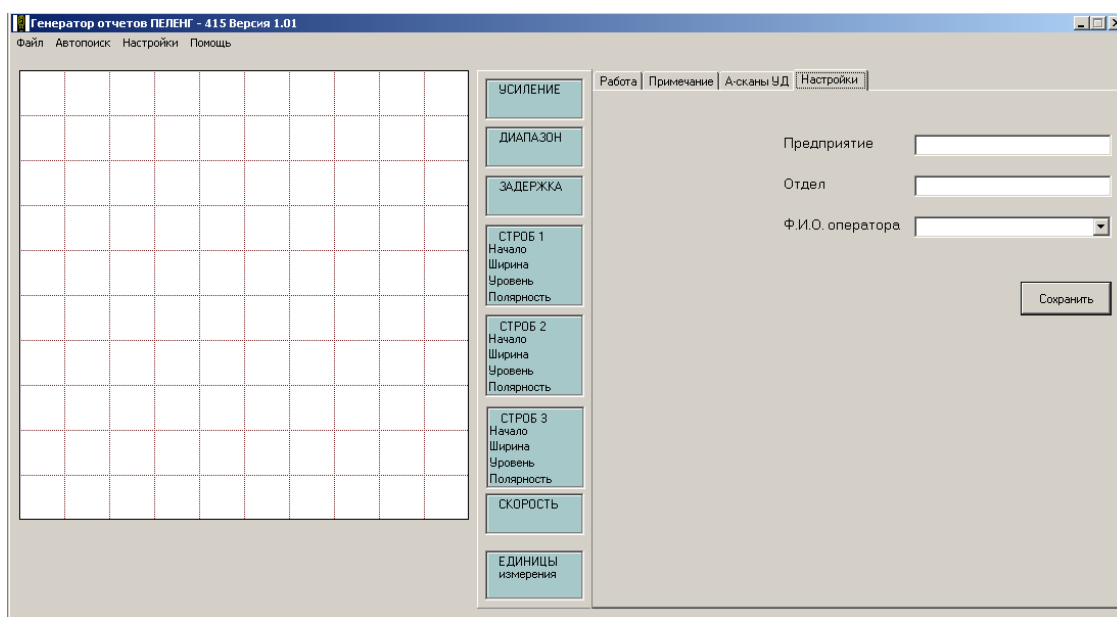 Генератор отчетов ПЕЛЕНГ - 415 Версия 1.01
Файл Автопоиск Настройки Помощь
УСИЛЕНИЕ
ДИАПАЗОН
ЗАДЕРЖКА
СТРОБ 1
Начало
Ширина
Уровень
Полярность
СТРОБ 2
Начало
Ширина
Уровень
Полярность
СТРОБ 3
Начало
Ширина
Уровень
Полярность
СКОРОСТЬ
ЕДИНИЦЫ
измерения
Работа Примечание А-сканы УД Настройки
Предприятие
Отдел
Ф.И.О. оператора
Сохранить